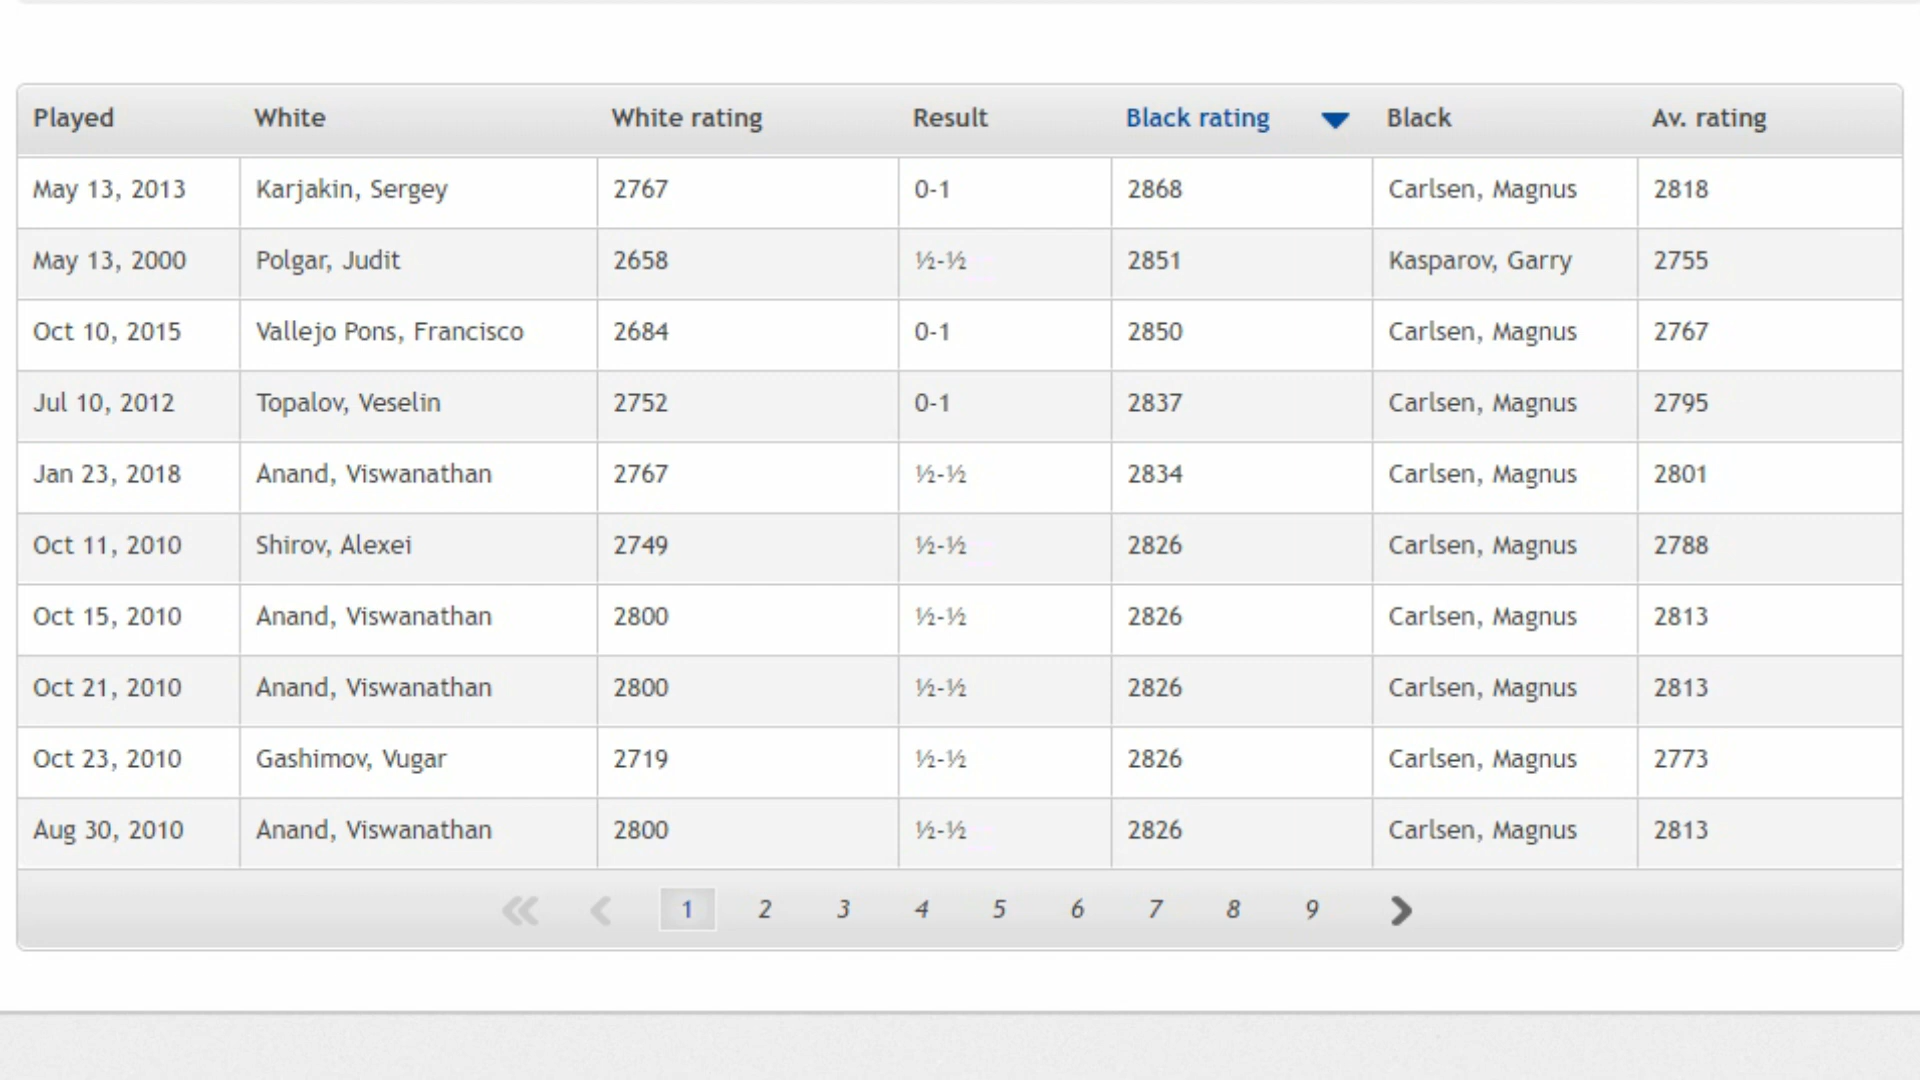 Played White White rating Result Black rating Black Av. rating
May 13, 2013 Karjakin, Sergey 2767 0-1 2868 Carlsen, Magnus 2818
May 13, 2000 Polgar, Judit 2658 ½-½ 2851 Kasparov, Garry 2755
Oct 10, 2015 Vallejo Pons, Francisco 2684 0-1 2850 Carlsen, Magnus 2767
Jul 10, 2012 Topalov, Veselin 2752 0-1 2837 Carlsen, Magnus 2795
Jan 23, 2018 Anand, Viswanathan 2767 ½-½ 2834 Carlsen, Magnus 2801
Oct 11, 2010 Shirov, Alexei 2749 ½-½ 2826 Carlsen, Magnus 2788
Oct 15, 2010 Anand, Viswanathan 2800 ½-½ 2826 Carlsen, Magnus 2813
Oct 21, 2010 Anand, Viswanathan 2800 ½-½ 2826 Carlsen, Magnus 2813
Oct 23, 2010 Gashimov, Vugar 2719 ½-½ 2826 Carlsen, Magnus 2773
Aug 30, 2010 Anand, Viswanathan 2800 ½-½ 2826 Carlsen, Magnus 2813
1 2 3 4 5 6 7 8 9